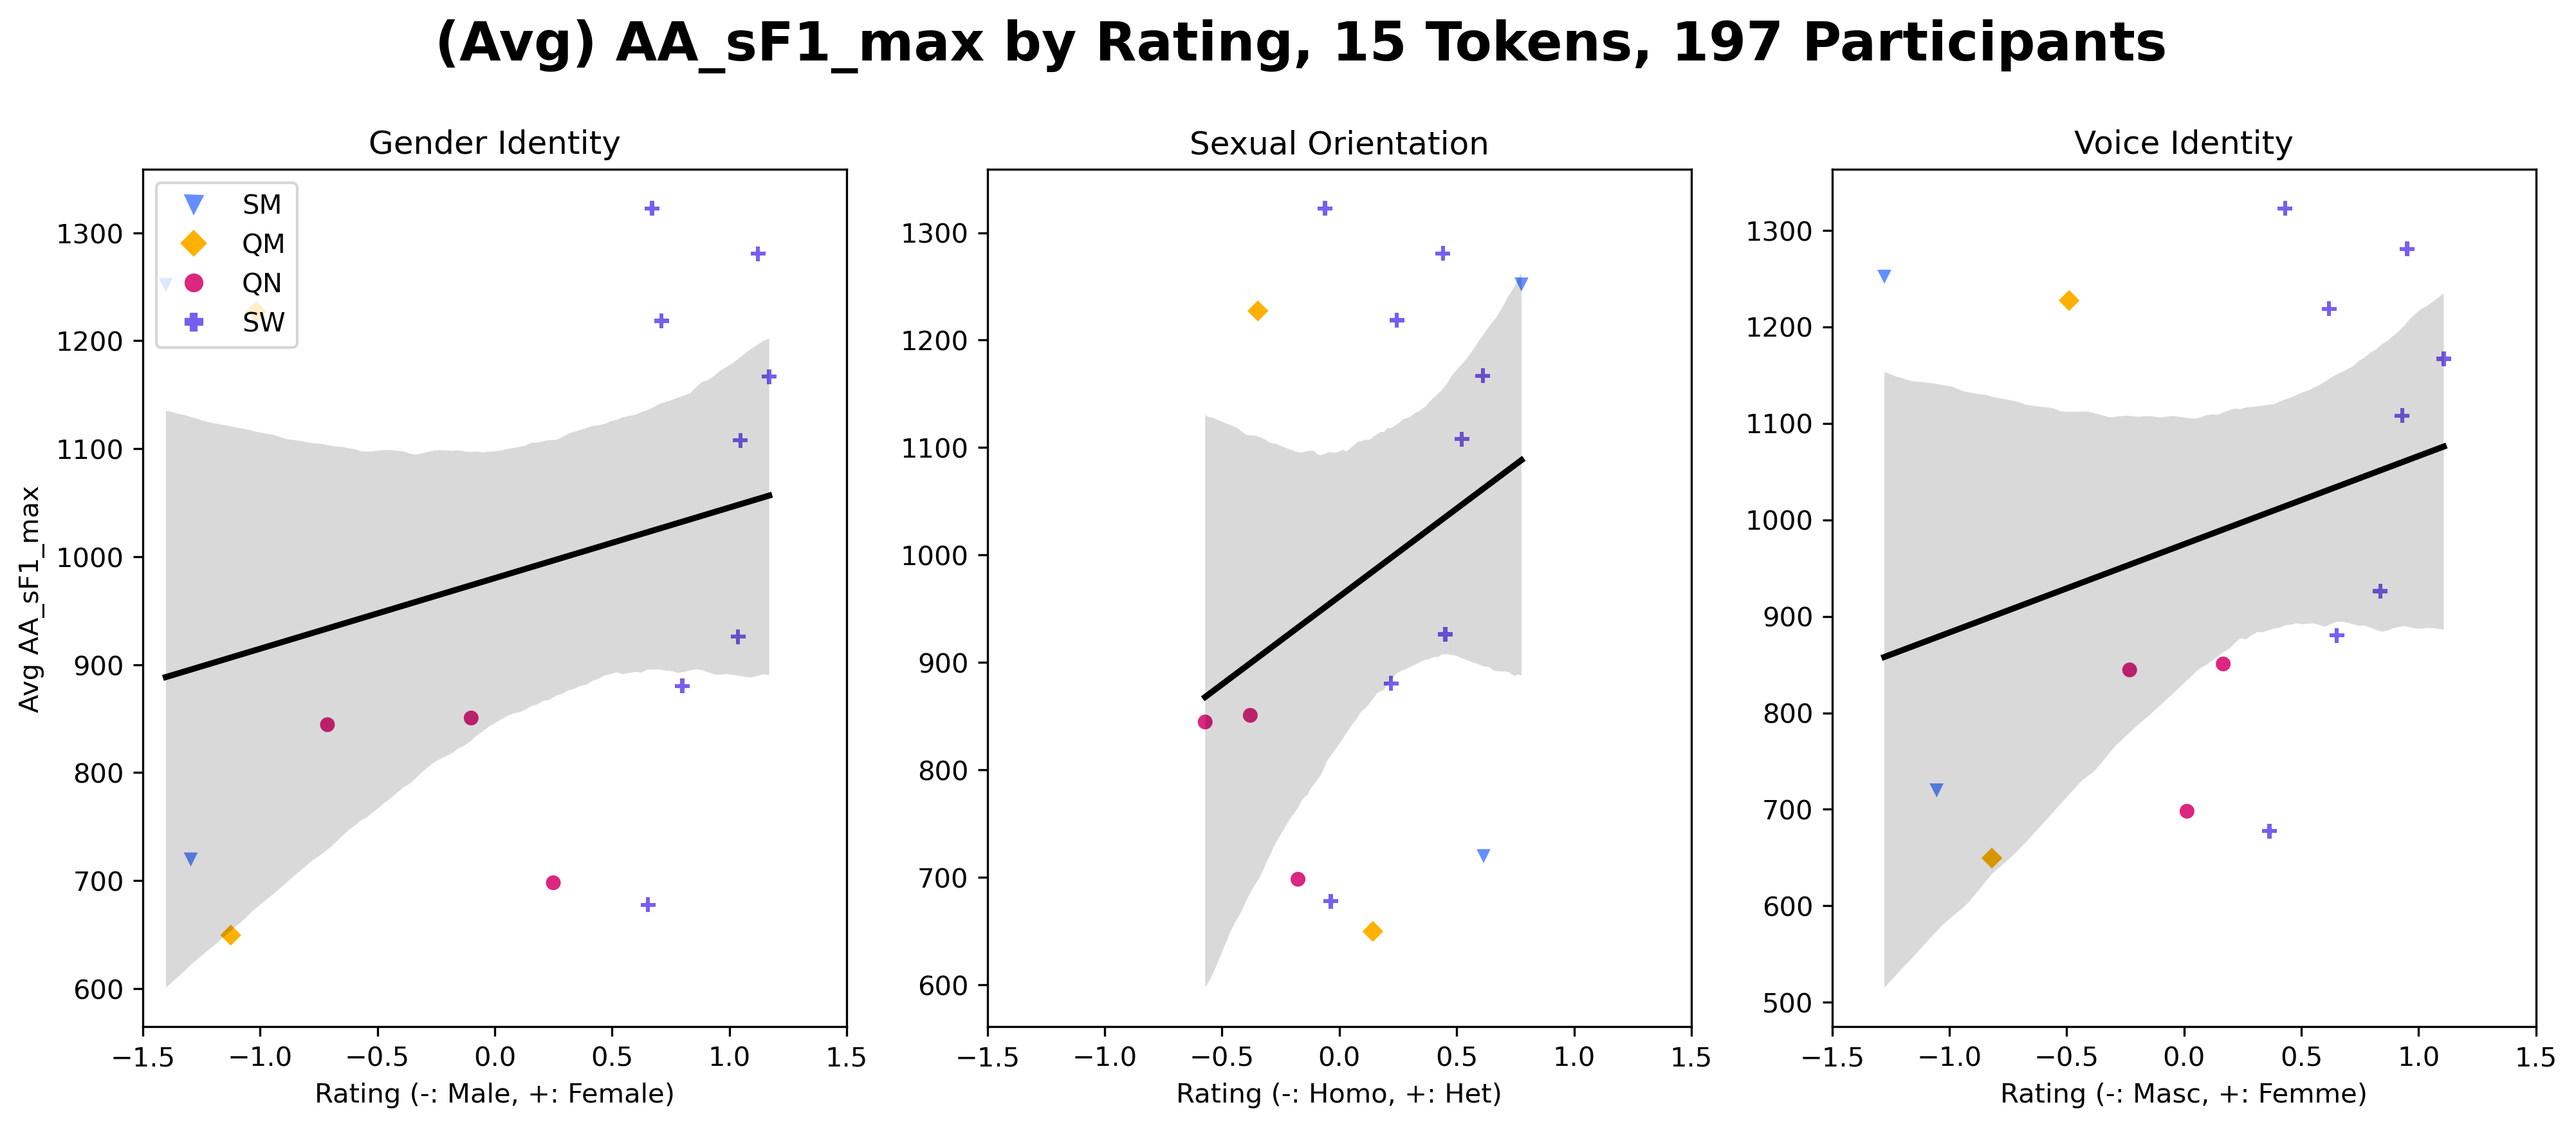 (Avg) AA_sF1_max by Rating, 15 Tokens, 197 Participants
Gender Identity
Sexual Orientation
Voice Identity
SM
QM
QN
SW
Avg AA_sF1_max
1300
1200
1100
1000
900
800
700
600
−1.5 −1.0 −0.5 0.0 0.5 1.0 1.5
Rating (-: Male, +: Female)
1300
1200
1100
1000
900
800
700
600
−1.5 −1.0 −0.5 0.0 0.5 1.0 1.5
Rating (-: Homo, +: Het)
1300
1200
1100
1000
900
800
700
600
500
−1.5 −1.0 −0.5 0.0 0.5 1.0 1.5
Rating (-: Masc, +: Femme)